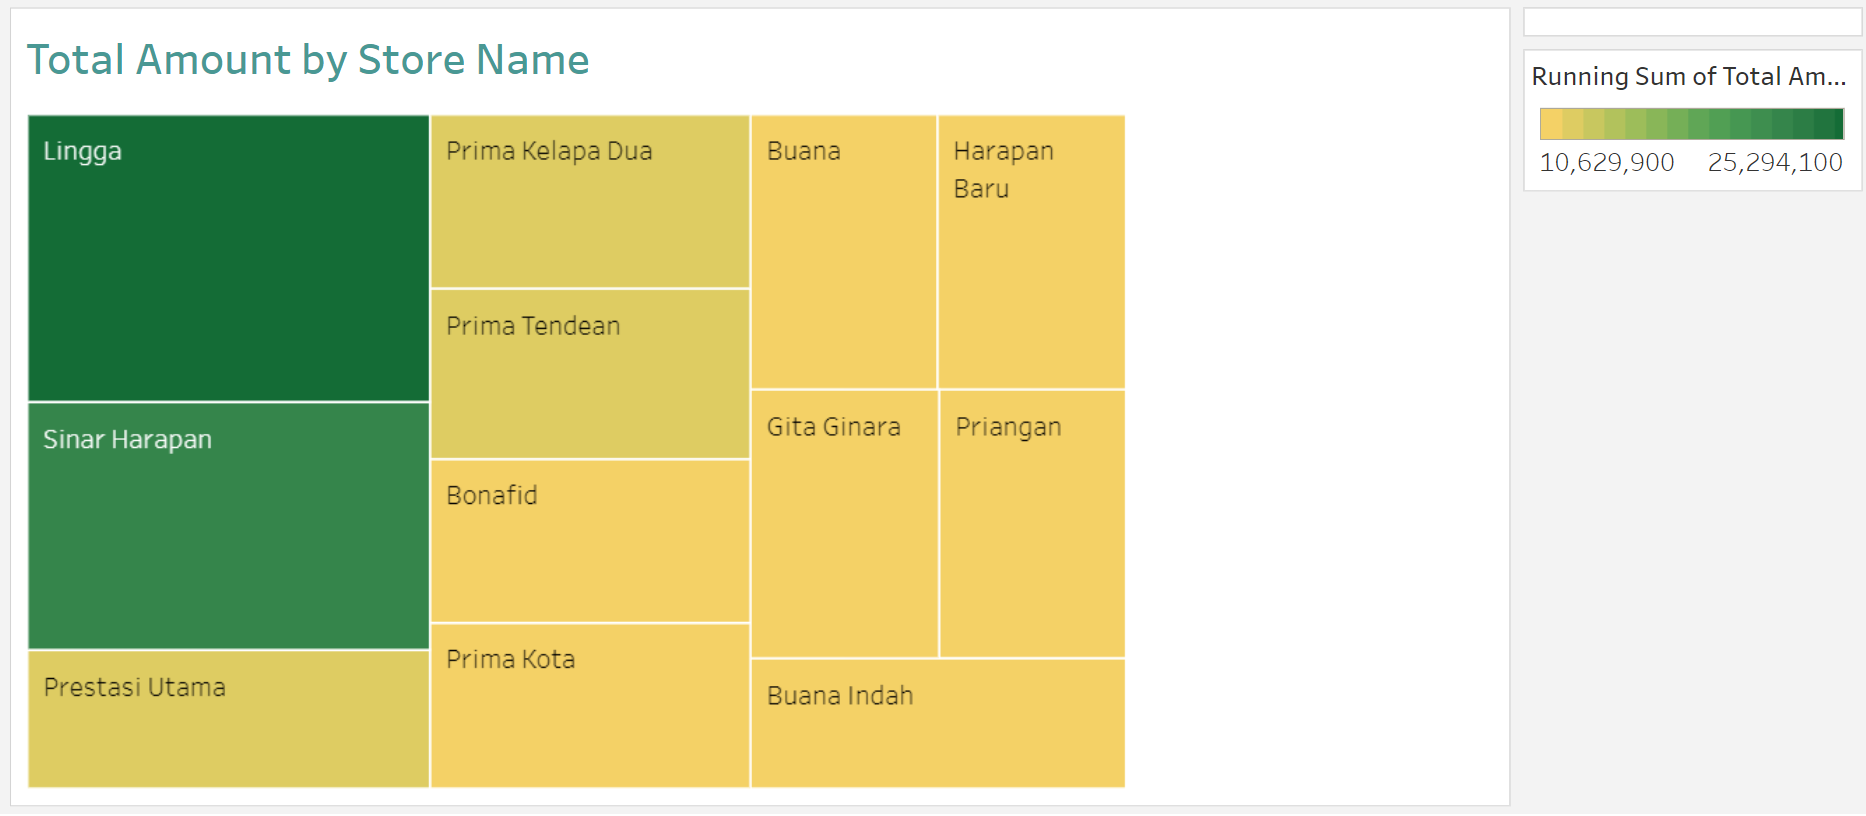 Total Amount by Store Name
Lingga
Sinar Harapan
Prestasi Utama
Prima Kelapa Dua
Prima Tendean
Bonafid
Prima Kota
Buana
Harapan
Baru
Gita Ginara
Priangan
Buana Indah
Running Sum of Total Am...
10,629,900 25,294,100